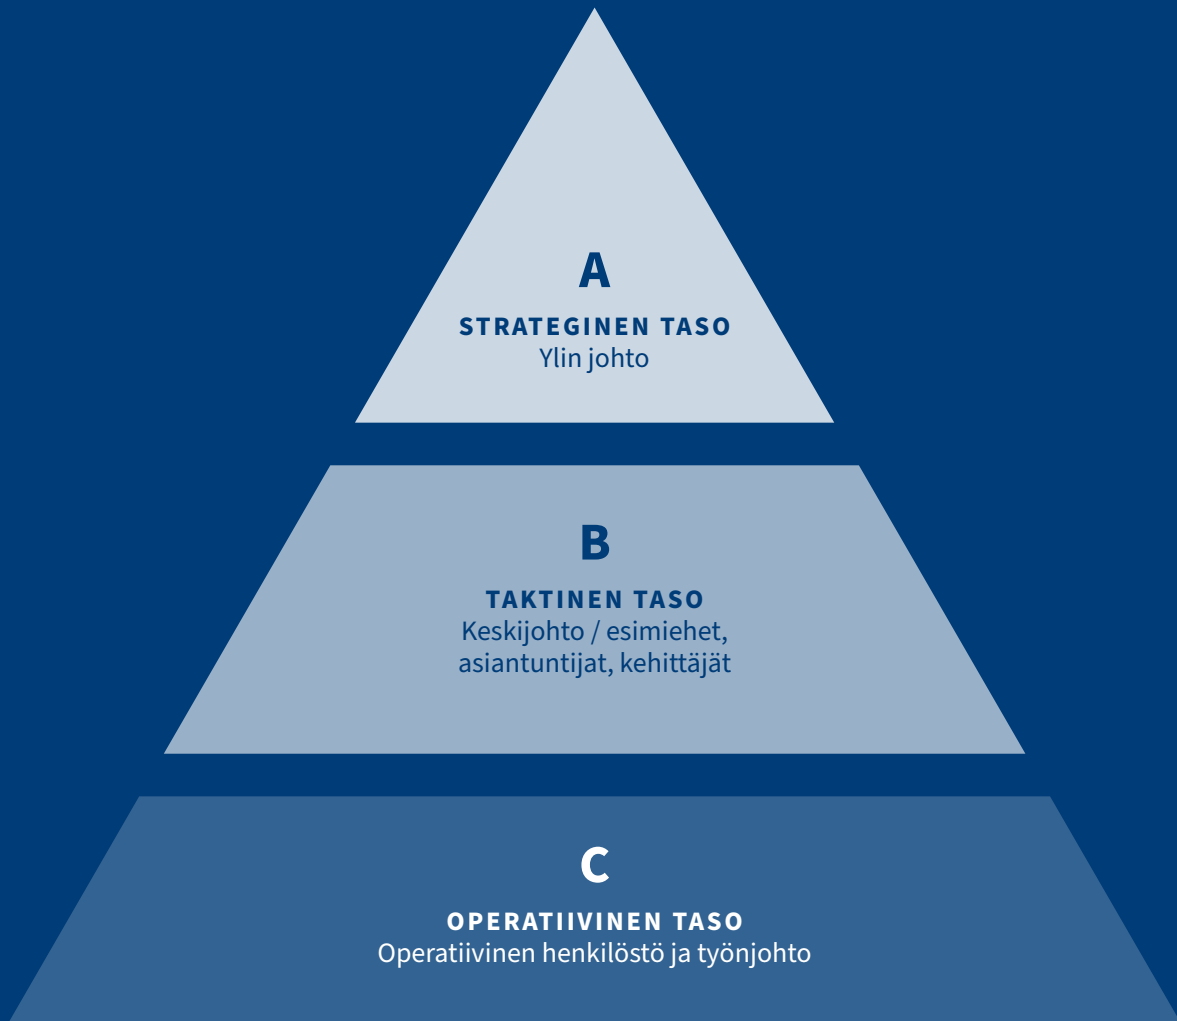 A
STRATEGINEN TASO
Ylin johto
B
TAKTINEN TASO
Keskijohto / esimiehet,
asiantuntijat, kehittäjät
C
OPERATIIVINEN TASO
Operatiivinen henkilöstö ja työnjohto